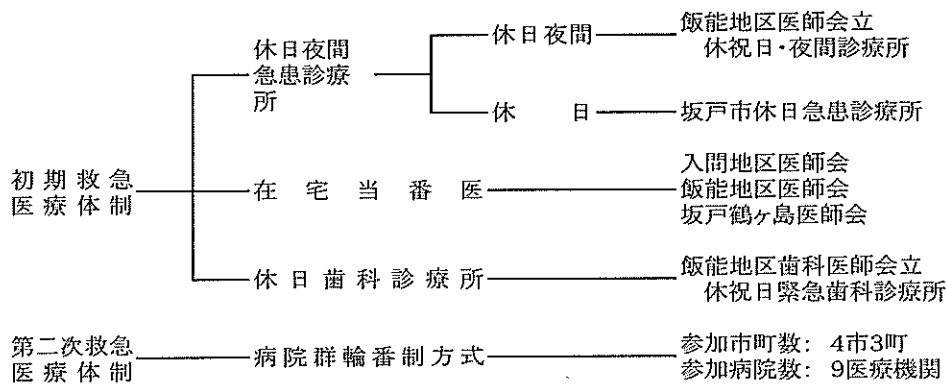 初期救急
医療体制
休日夜間
急患診療
所
休日夜間
飯能地区医師会立
休祝日・夜間診療所
休日
坂戸市休日急患診療所
在宅当番医
入間地区医師会
飯能地区医師会
坂戸鶴ヶ島医師会
休日歯科診療所
飯能地区歯科医師会立
休祝日緊急歯科診療所
第二次救急
医療体制
病院群輪番制方式
参加市町数: 4市3町
参加病院数: 9医療機関